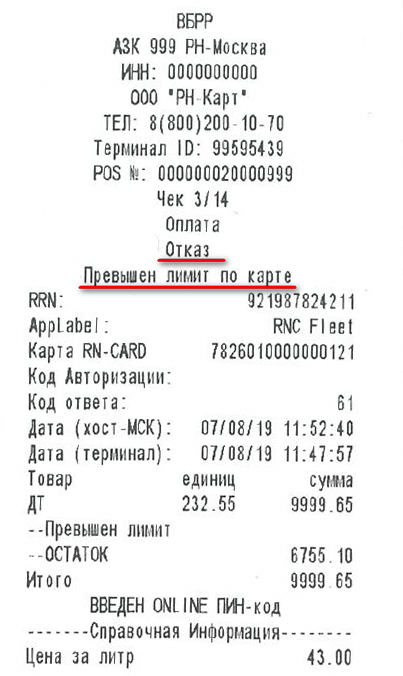 ВБРР
АЗК 999 РН-Москва
ИНН: 0000000000
ООО "РН-Карт"
ТЕЛ: 8(800)200-10-70
Терминал ID: 99595439
POS №: 000000020000999
Чек 3/14
Оплата
Отказ
Превышен лимит по карте
RRN: 921987824211
AppLabel: RNC Fleet
Карта RN-CARD 7826010000000121
Код Авторизации:
Код ответа: 61
Дата (хост-МСК): 07/08/19 11:52:40
Дата (терминал): 07/08/19 11:47:57
Товар единиц сумма
ДТ 232.55 9999.65
--Превышен лимит
--ОСТАТОК 6755.10
Итого 9999.65
ВВЕДЕН ONLINE ПИН-код
-------Справочная Информация--------
Цена за литр 43.00